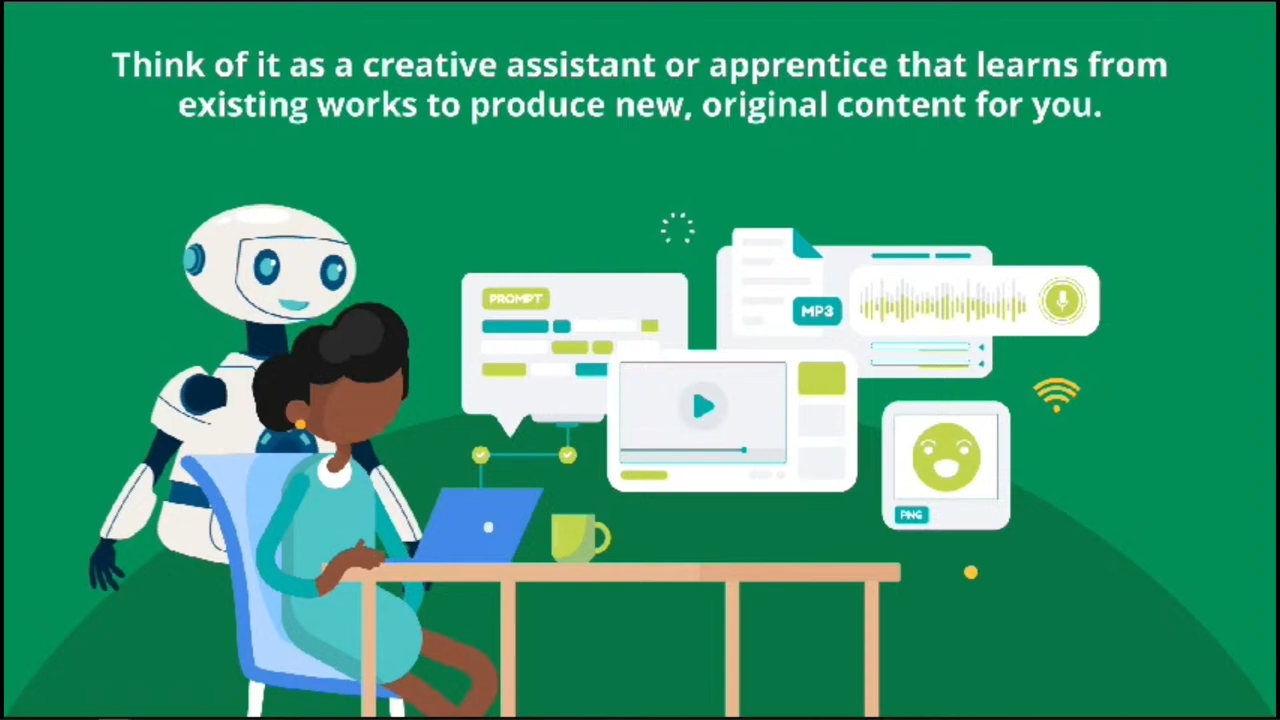 Think of it as a creative assistant or apprentice that learns from
existing works to produce new, original content for you.
PROMPT
MP3
PNG